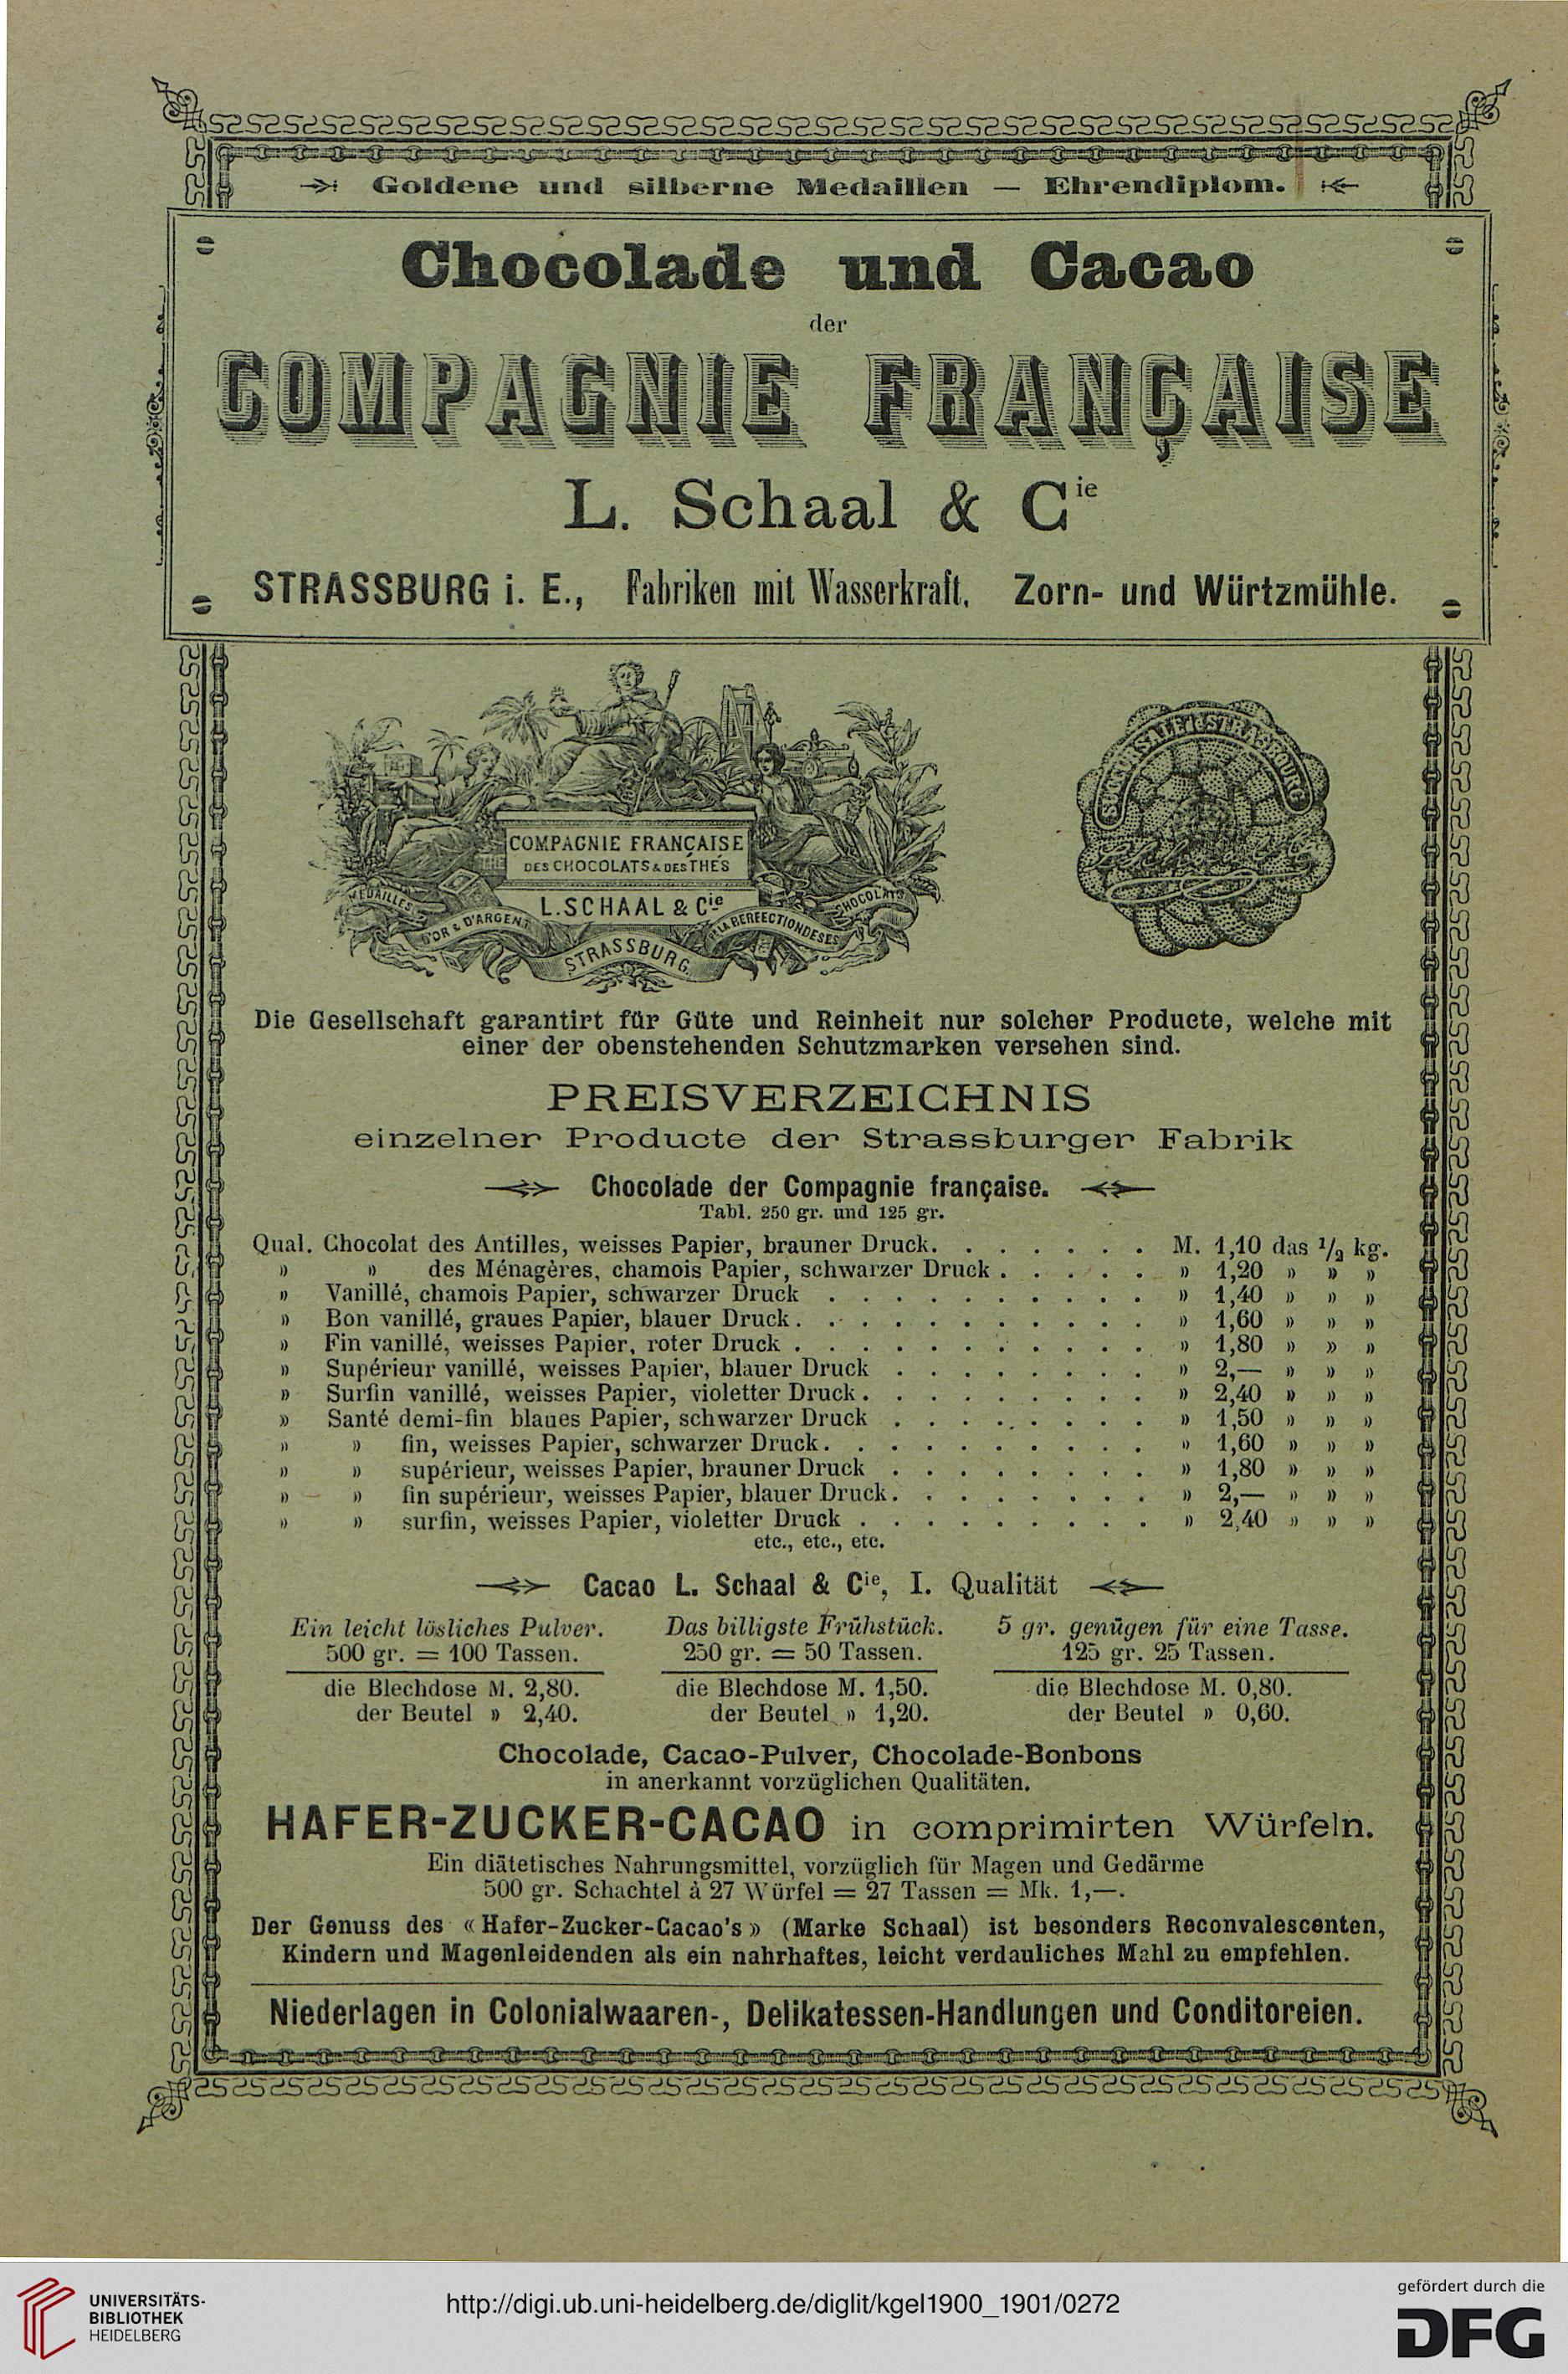 Goldene und silberne Medaillen — Ehrendiplom.
Chocolade und Cacao
der
COMPAGNIE FRANÇAISE
L. Schaal & Cie
STRASSBURG i. E., Fabriken mit Wasserkraft, Zorn- und Würtzmühle.
COMPAGNIE FRANÇAISE
DES CHOCOLATS & DES THÉS
L. SCHAAL & Cie
MEDAILLES
D'OR & D'ARGENT
STRASSBURG
CHOCOLATS
Die Gesellschaft garantirt für Güte und Reinheit nur solcher Producte, welche mit
einer der obenstehenden Schutzmarken versehen sind.
PREISVERZEICHNIS
einzelner Producte der Strassburger Fabrik
Chocolade der Compagnie française.
Tabl. 250 gr. und 125 gr.
Qual. Chocolat des Antilles, weisses Papier, brauner Druck. . . . . . . M. 1,10 das 1/2 kg.
» » des Ménagères, chamois Papier, schwarzer Druck . . . . . » 1,20 » » »
» Vanillé, chamois Papier, schwarzer Druck . . . . . . . . . . » 1,40 » » »
» Bon vanillé, graues Papier, blauer Druck . . . . . . . . . . . » 1,60 » » »
» Fin vanillé, weisses Papier, roter Druck . . . . . . . . . . . » 1,80 » » »
» Supérieur vanillé, weisses Papier, blauer Druck . . . . . . . . » 2,— » » »
» Surfin vanillé, weisses Papier, violetter Druck . . . . . . . . . » 2,40 » » »
» Santé demi-fin blaues Papier, schwarzer Druck . . . . . . . . » 1,50 » » »
» » fin, weisses Papier, schwarzer Druck. . . . . . . . . . » 1,60 » » »
» » supérieur, weisses Papier, brauner Druck . . . . . . . . » 1,80 » » »
» » fin supérieur, weisses Papier, blauer Druck. . . . . . . . » 2,— » » »
» » surfin, weisses Papier, violetter Druck . . . . . . . . . » 2,40 » » »
etc., etc., etc.
Cacao L. Schaal & Cie, I. Qualität
Ein leicht lösliches Pulver. Das billigste Frühstück. 5 gr. genügen für eine Tasse.
500 gr. = 100 Tassen. 250 gr. = 50 Tassen. 125 gr. 25 Tassen.
die Blechdose M. 2,80. die Blechdose M. 1,50. die Blechdose M. 0,80.
der Beutel » 2,40. der Beutel » 1,20. der Beutel » 0,60.
Chocolade, Cacao-Pulver, Chocolade-Bonbons
in anerkannt vorzüglichen Qualitäten.
HAFER-ZUCKER-CACAO in comprimirten Würfeln.
Ein diätetisches Nahrungsmittel, vorzüglich für Magen und Gedärme
500 gr. Schachtel à 27 Würfel = 27 Tassen = Mk. 1,—.
Der Genuss des «Hafer-Zucker-Cacao's» (Marke Schaal) ist besonders Reconvalescenten,
Kindern und Magenleidenden als ein nahrhaftes, leicht verdauliches Mahl zu empfehlen.
Niederlagen in Colonialwaaren-, Delikatessen-Handlungen und Conditoreien.
UNIVERSITÄTS-
BIBLIOTHEK
HEIDELBERG
http://digi.ub.uni-heidelberg.de/diglit/kgel1900_1901/0272
gefördert durch die
DFG